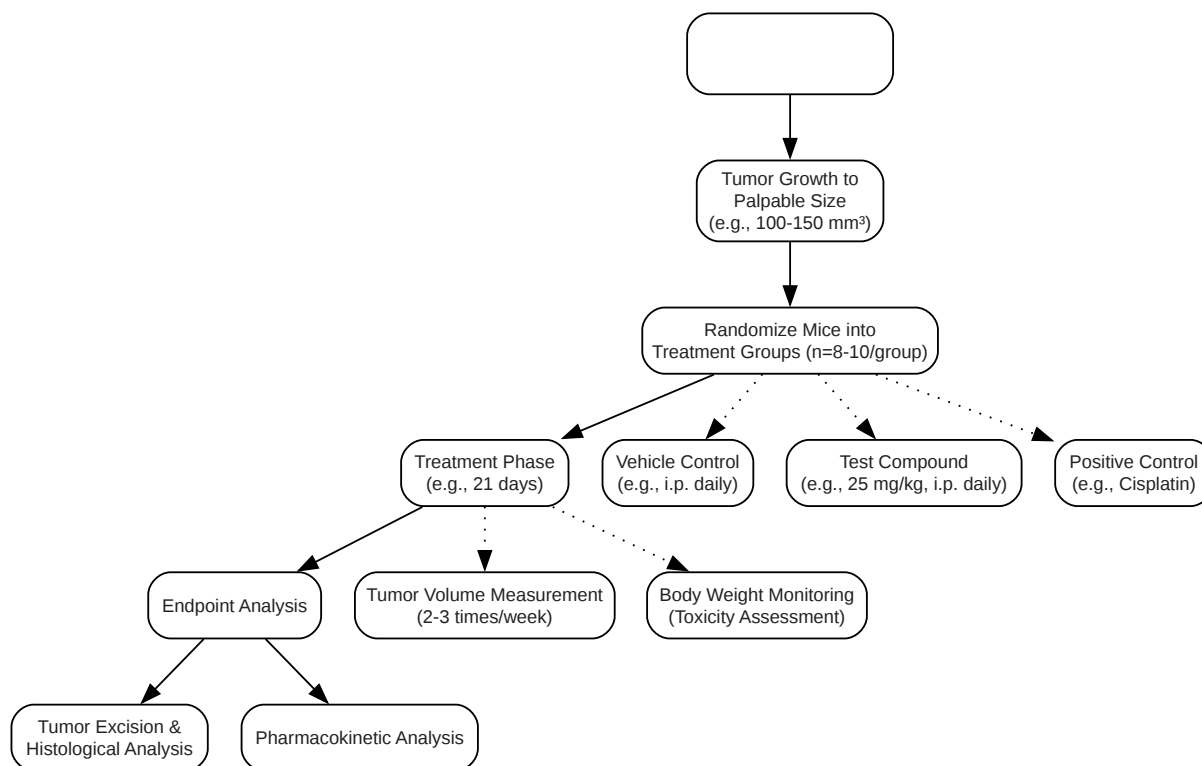 Tumor Growth to
Palpable Size
(e.g., 100-150 mm³)
Randomize Mice into
Treatment Groups (n=8-10/group)
Treatment Phase
(e.g., 21 days)
Vehicle Control
(e.g., i.p. daily)
Test Compound
(e.g., 25 mg/kg, i.p. daily)
Positive Control
(e.g., Cisplatin)
Endpoint Analysis
Tumor Volume Measurement
(2-3 times/week)
Body Weight Monitoring
(Toxicity Assessment)
Tumor Excision &
Histological Analysis
Pharmacokinetic Analysis